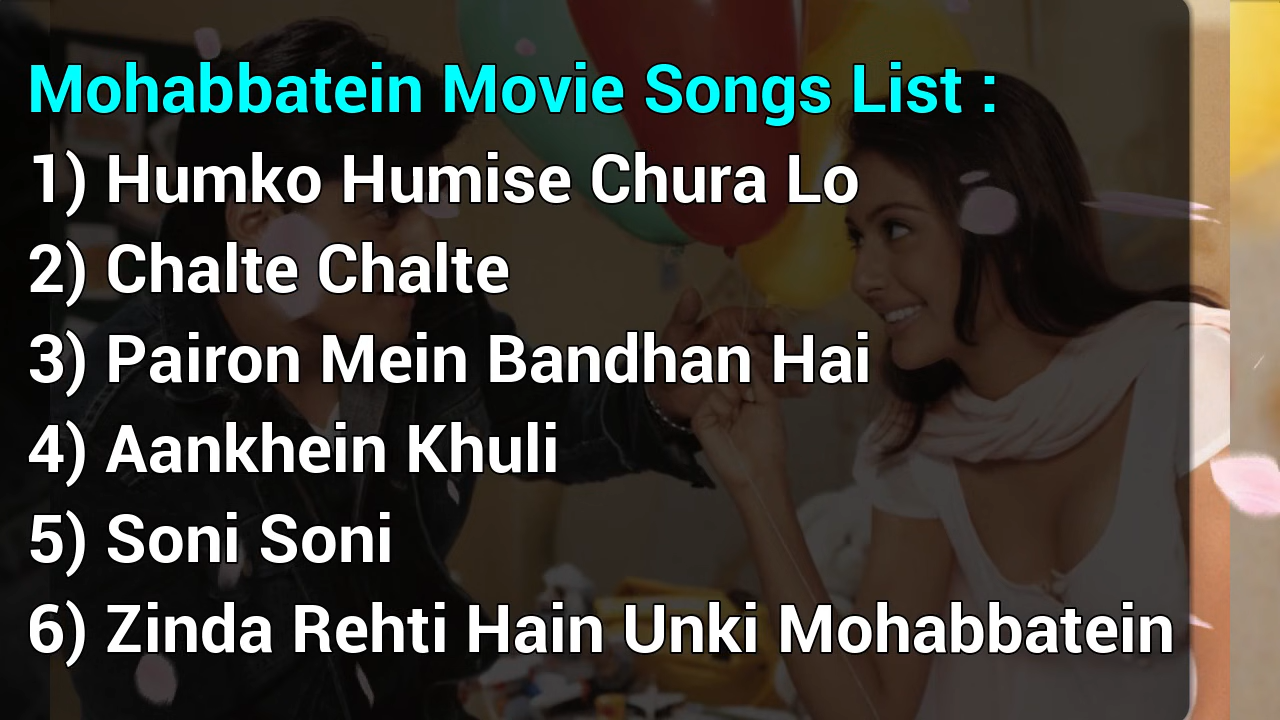 Mohabbatein Movie Songs List :
1) Humko Humise Chura Lo
2) Chalte Chalte
3) Pairon Mein Bandhan Hai
4) Aankhein Khuli
5) Soni Soni
6) Zinda Rehti Hain Unki Mohabbatein